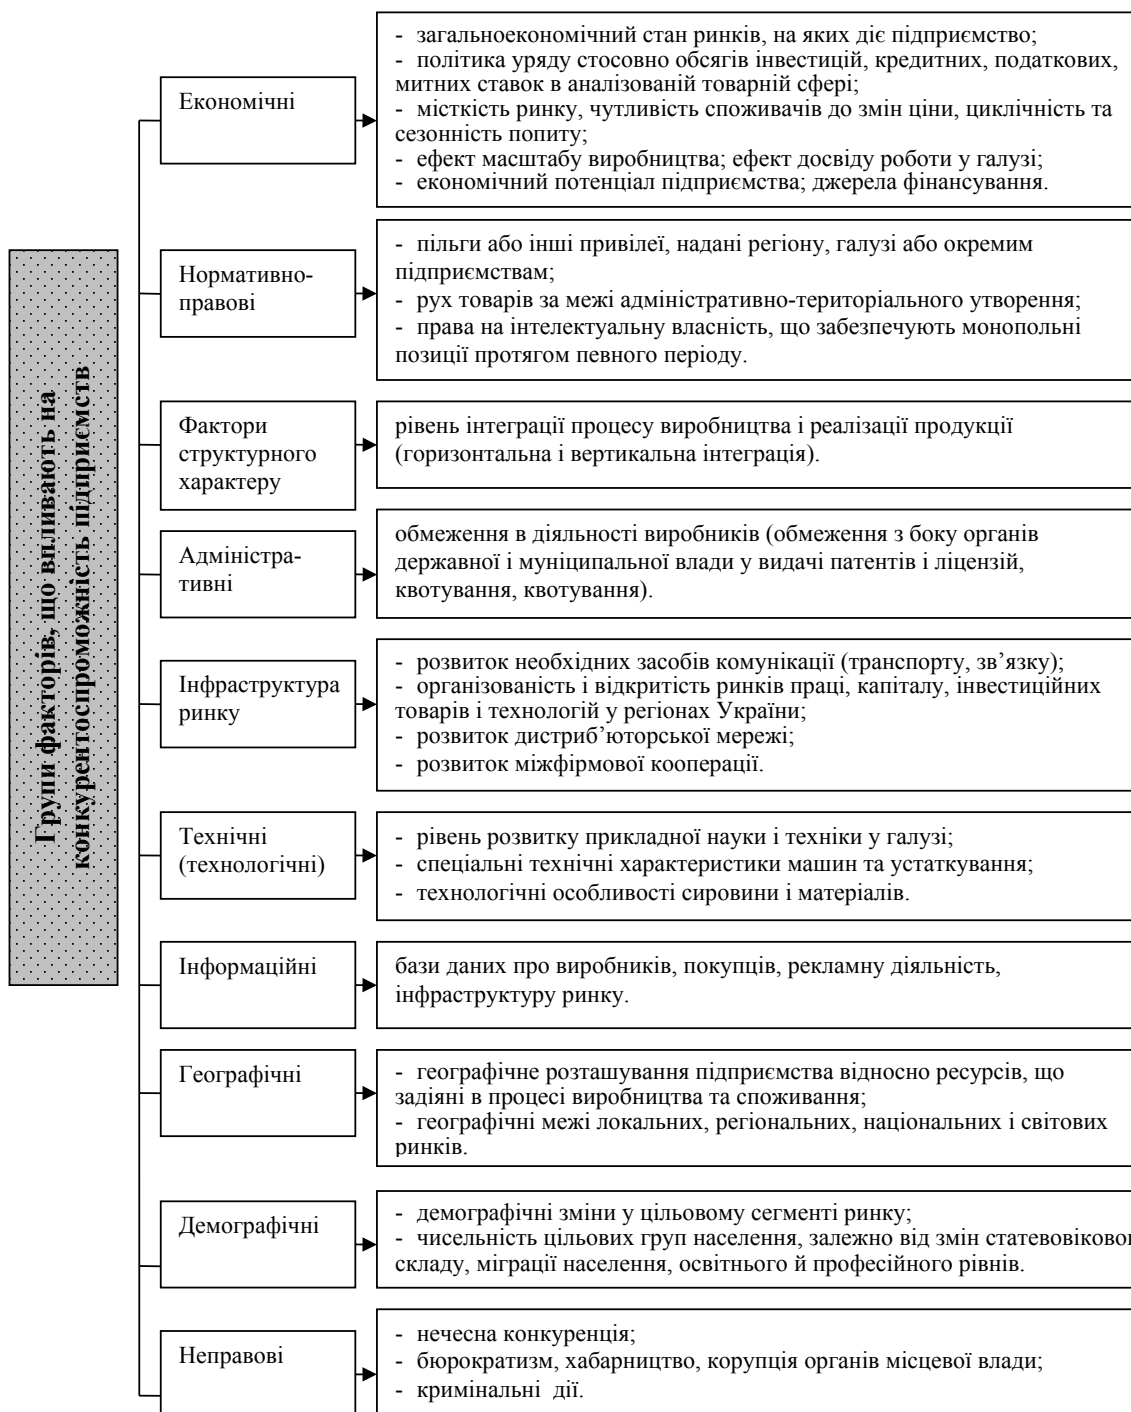 Групи факторів, що впливають на
конкурентоспроможність підприємств
Економічні
- загальноекономічний стан ринків, на яких діє підприємство;
- політика уряду стосовно обсягів інвестицій, кредитних, податкових,
митних ставок в аналізованій товарній сфері;
- місткість ринку, чутливість споживачів до змін ціни, циклічність та
сезонність попиту;
- ефект масштабу виробництва; ефект досвіду роботи у галузі;
- економічний потенціал підприємства; джерела фінансування.
Нормативно-
правові
- пільги або інші привілеї, надані регіону, галузі або окремим
підприємствам;
- рух товарів за межі адміністративно-територіального утворення;
- права на інтелектуальну власність, що забезпечують монопольні
позиції протягом певного періоду.
Фактори
структурного
характеру
рівень інтеграції процесу виробництва і реалізації продукції
(горизонтальна і вертикальна інтеграція).
Адміністра-
тивні
обмеження в діяльності виробників (обмеження з боку органів
державної і муніципальної влади у видачі патентів і ліцензій,
квотування, квотування).
Інфраструктура
ринку
- розвиток необхідних засобів комунікації (транспорту, зв’язку);
- організованість і відкритість ринків праці, капіталу, інвестиційних
товарів і технологій у регіонах України;
- розвиток дистриб’юторської мережі;
- розвиток міжфірмової кооперації.
Технічні
(технологічні)
- рівень розвитку прикладної науки і техніки у галузі;
- спеціальні технічні характеристики машин та устаткування;
- технологічні особливості сировини і матеріалів.
Інформаційні
бази даних про виробників, покупців, рекламну діяльність,
інфраструктуру ринку.
Географічні
- географічне розташування підприємства відносно ресурсів, що
задіяні в процесі виробництва та споживання;
- географічні межі локальних, регіональних, національних і світових
ринків.
Демографічні
- демографічні зміни у цільовому сегменті ринку;
- чисельність цільових груп населення, залежно від змін
складу, міграції населення, освітнього й професійного рівнів.
Неправові
- нечесна конкуренція;
- бюрократизм, хабарництво, корупція органів місцевої влади;
- кримінальні дії.